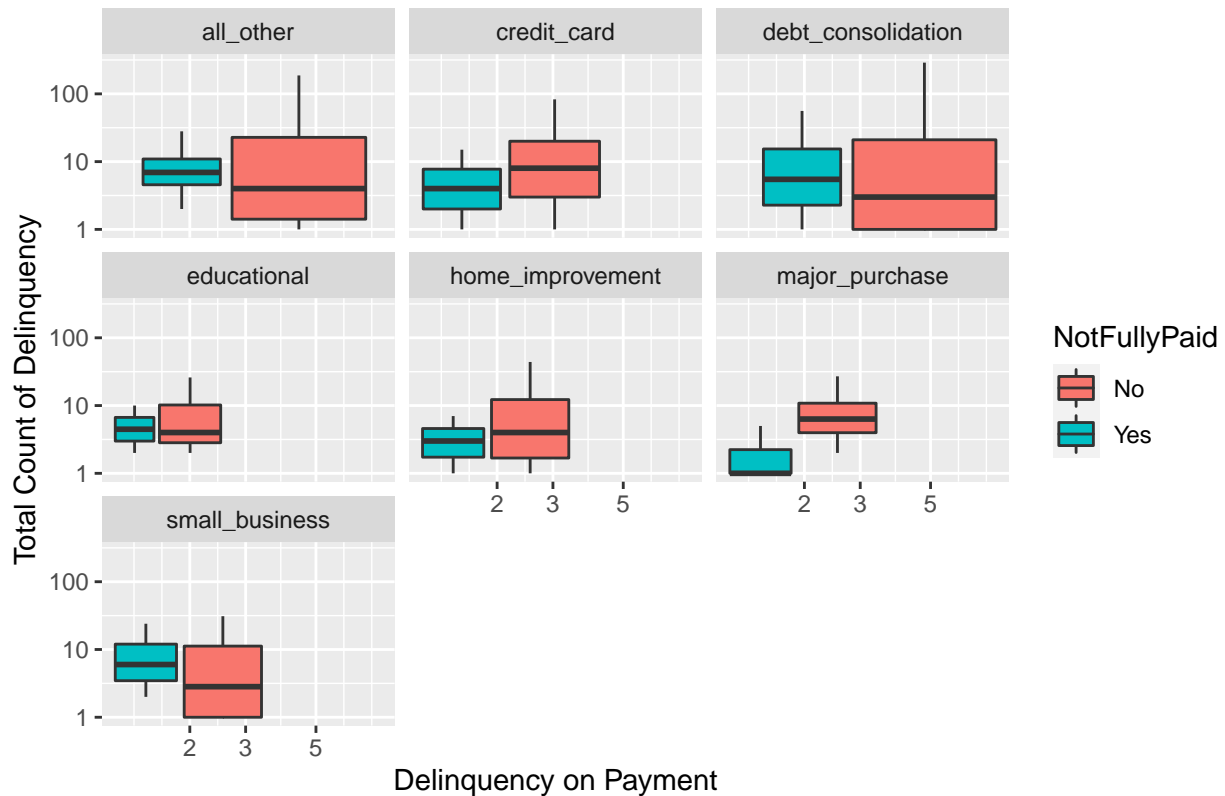 all_other
credit_card
debt_consolidation
100
10
1
educational
home_improvement
major_purchase
100
10
1
2 3 5
2 3 5
small_business
100
10
1
2 3 5
Total Count of Delinquency
Delinquency on Payment
NotFullyPaid
No
Yes